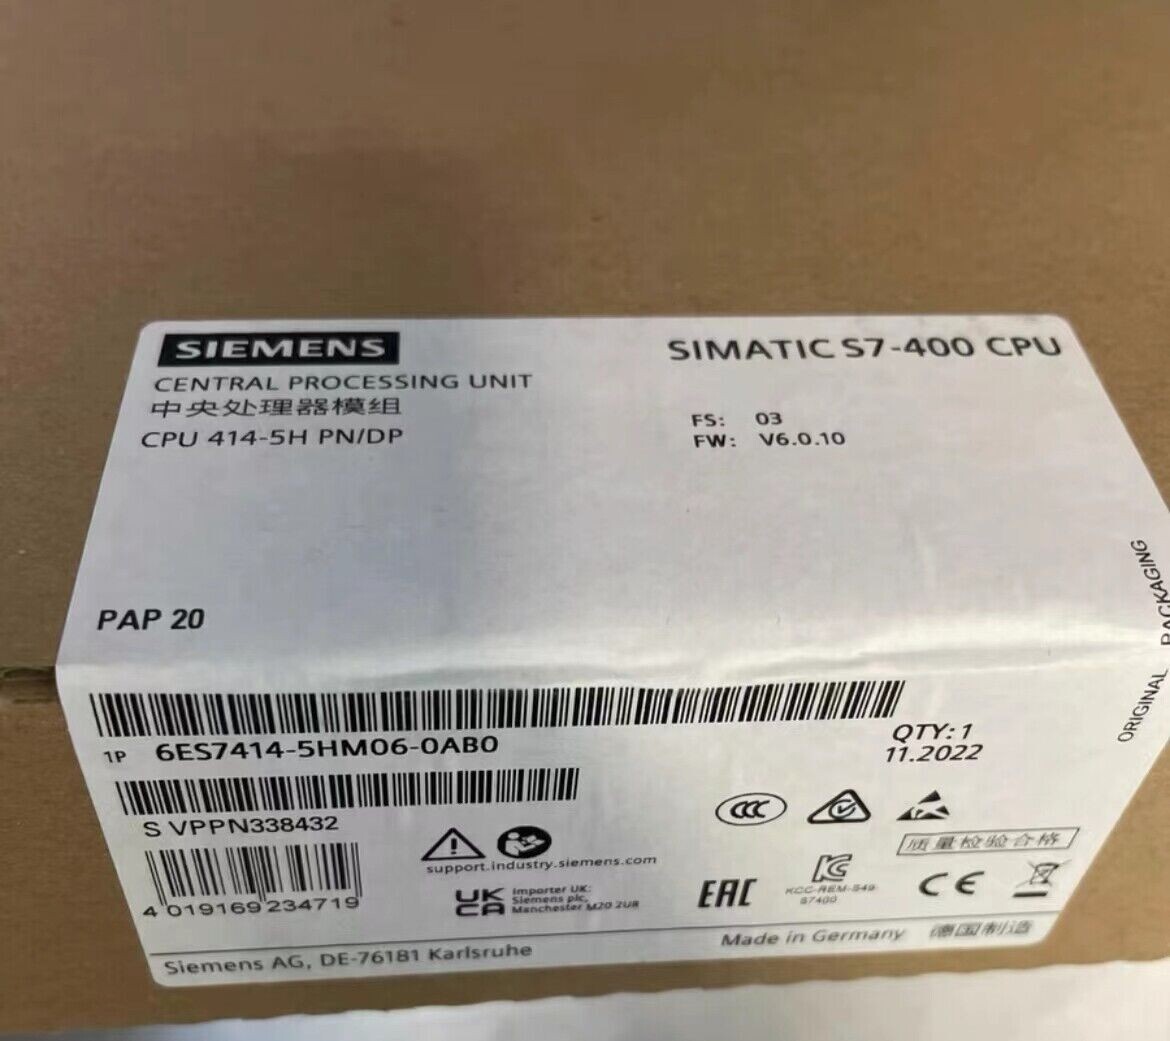 SIEMENS
SIMATIC S7-400 CPU
CENTRAL PROCESSING UNIT
中央处理器模组
CPU 414-5H PN/DP
FS: 03
FW: V6.0.10
PAP 20
ORIGINAL PACKAGING
1P 6ES7414-5HM06-0AB0
QTY: 1
11.2022
S VPPN338432
CCC
质量检验合格
support.industry.siemens.com
4 019169 234719
UK
CA
Importer UK:
Siemens plc,
Manchester M20 2UR
EAC
KC
KCC-REM-S49-
S7400
CE
Siemens AG, DE-76181 Karlsruhe
Made in Germany 德国制造